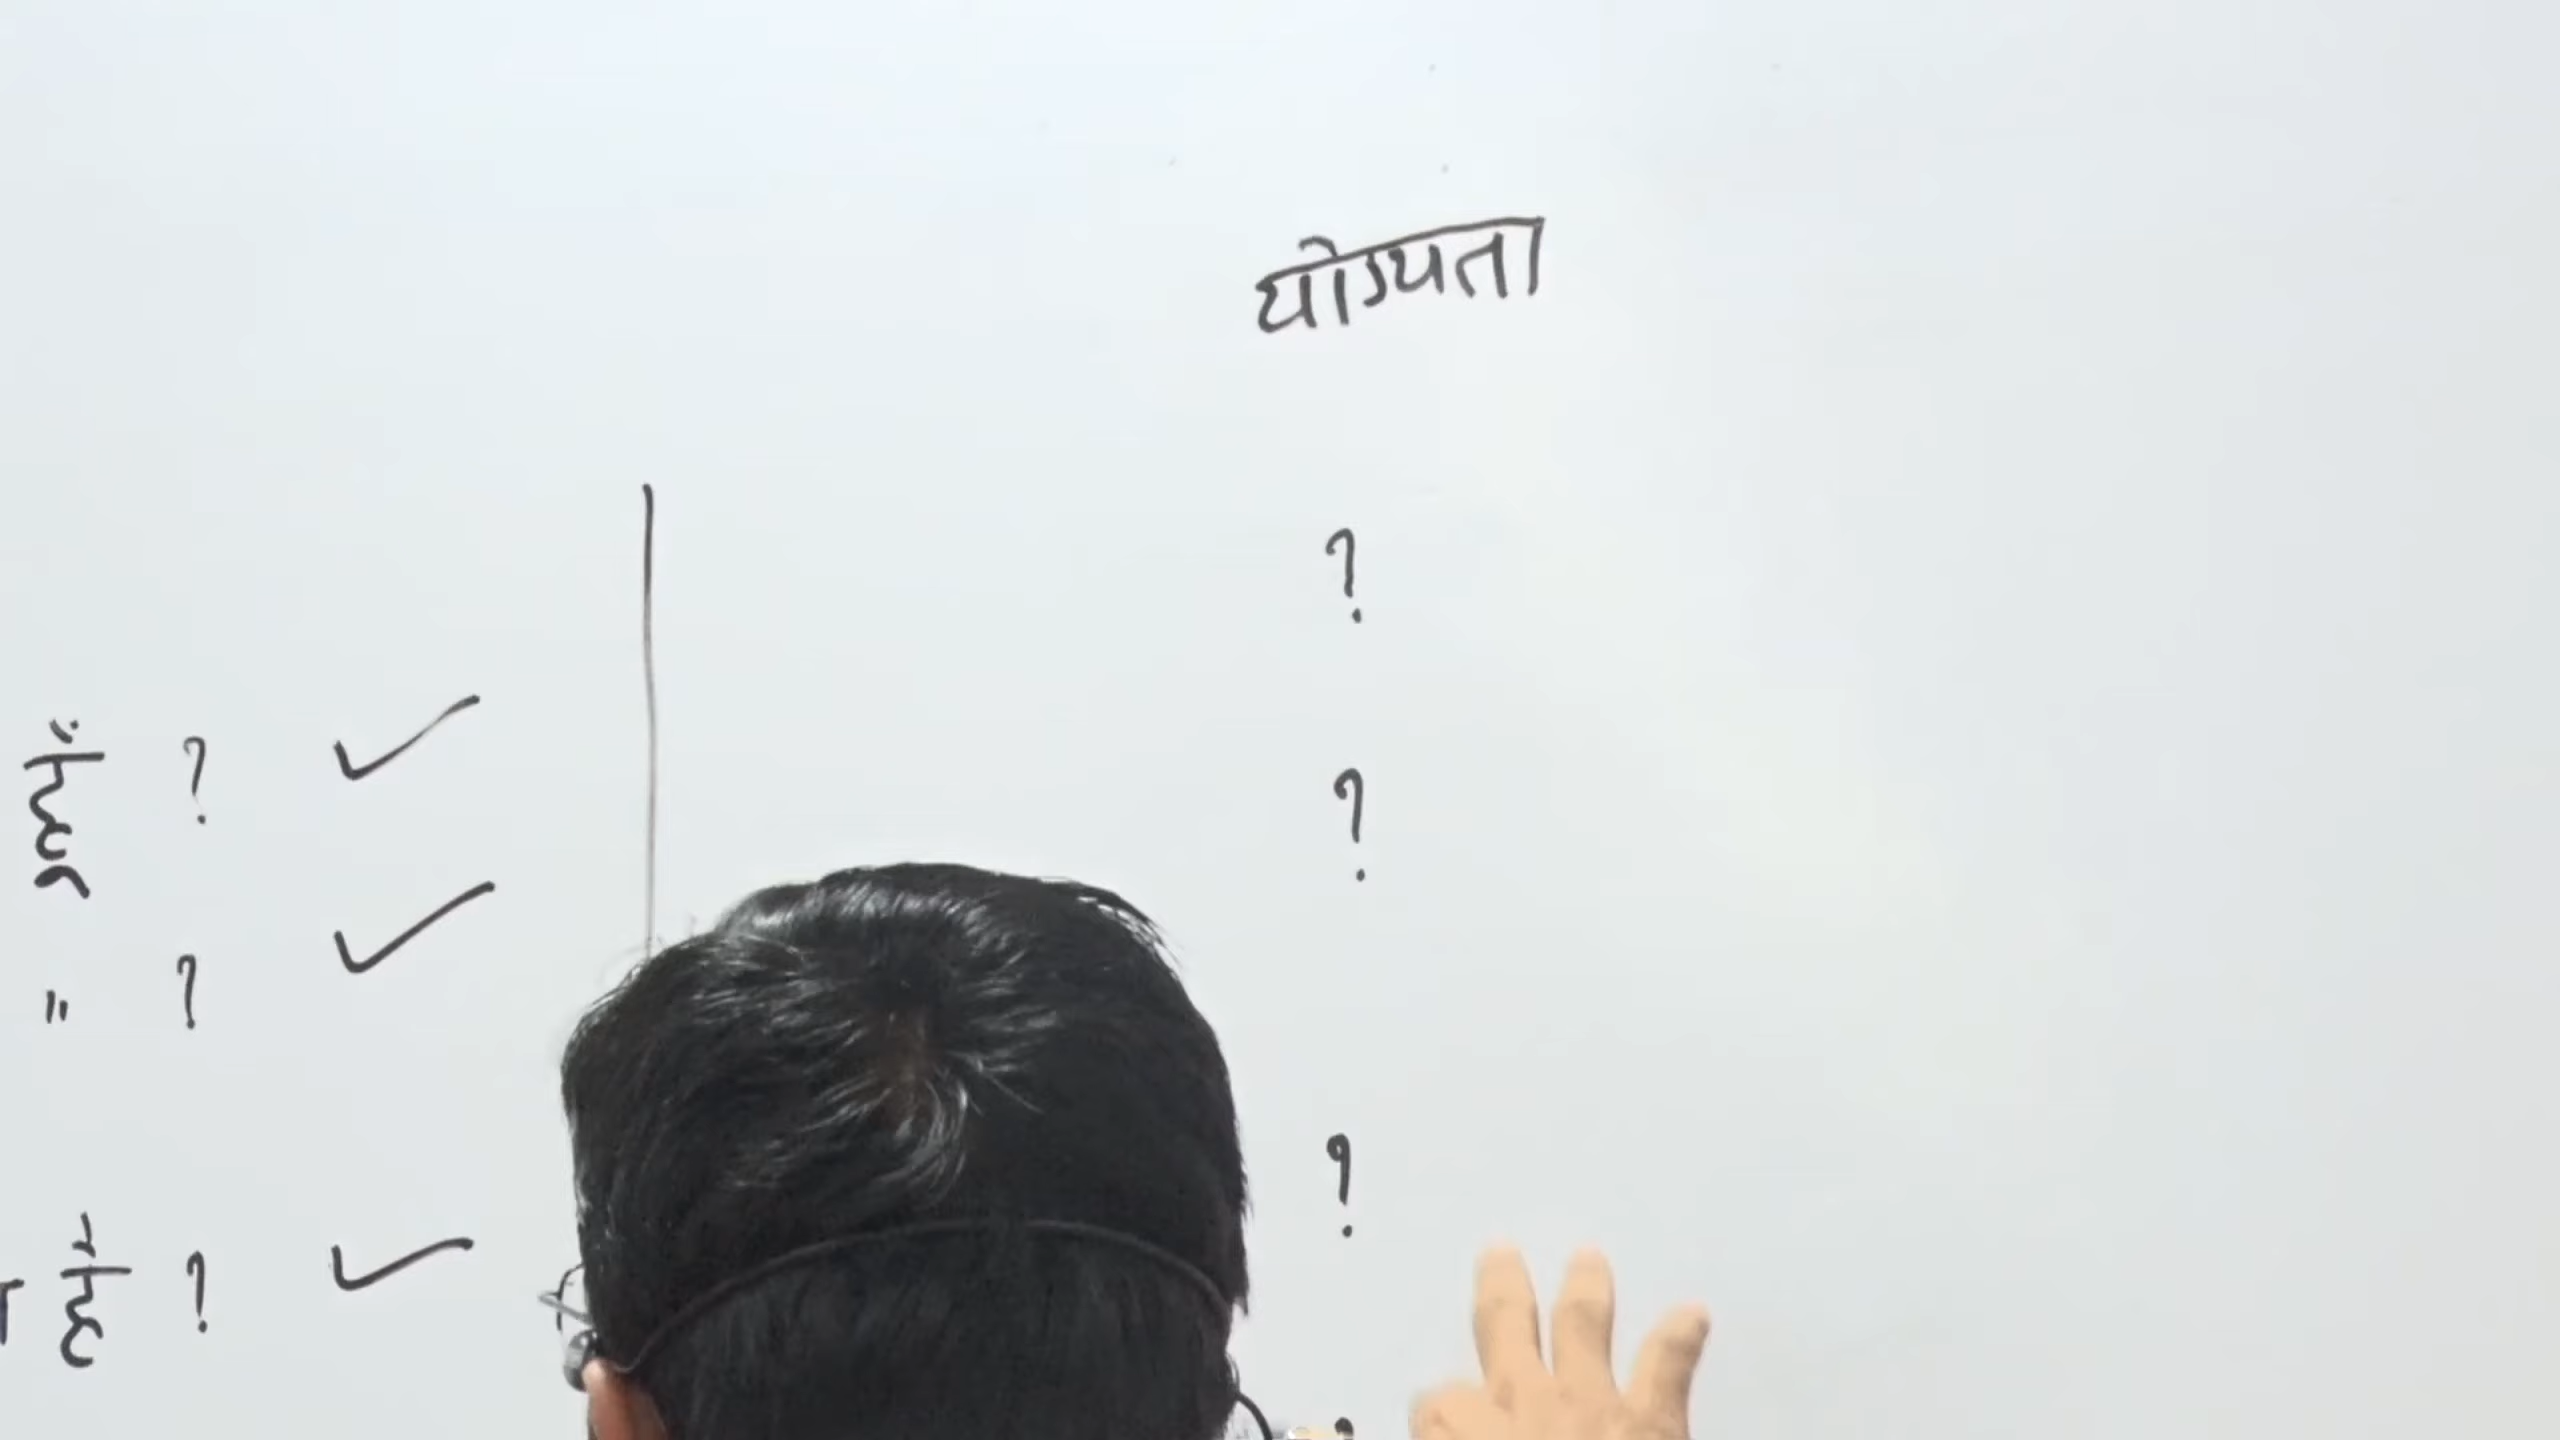 योग्यता
?
हैं ? ✓
?
" ? ✓
?
है ? ✓